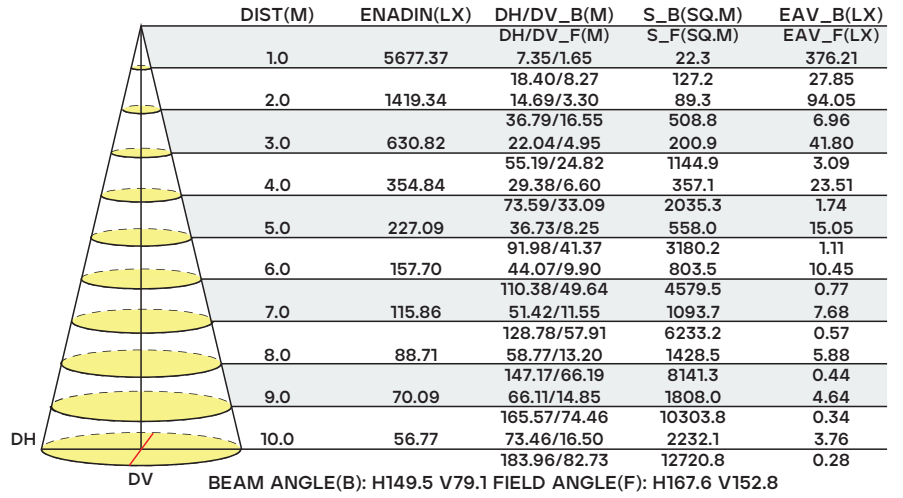 DIST(M) ENADIN(LX) DH/DV_B(M) S_B(SQ.M) EAV_B(LX)
DH/DV_F(M) S_F(SQ.M) EAV_F(LX)
1.0 5677.37 7.35/1.65 22.3 376.21
18.40/8.27 127.2 27.85
2.0 1419.34 14.69/3.30 89.3 94.05
36.79/16.55 508.8 6.96
3.0 630.82 22.04/4.95 200.9 41.80
55.19/24.82 1144.9 3.09
4.0 354.84 29.38/6.60 357.1 23.51
73.59/33.09 2035.3 1.74
5.0 227.09 36.73/8.25 558.0 15.05
91.98/41.37 3180.2 1.11
6.0 157.70 44.07/9.90 803.5 10.45
110.38/49.64 4579.5 0.77
7.0 115.86 51.42/11.55 1093.7 7.68
128.78/57.91 6233.2 0.57
8.0 88.71 58.77/13.20 1428.5 5.88
147.17/66.19 8141.3 0.44
9.0 70.09 66.11/14.85 1808.0 4.64
165.57/74.46 10303.8 0.34
DH 10.0 56.77 73.46/16.50 2232.1 3.76
183.96/82.73 12720.8 0.28
DV BEAM ANGLE(B): H149.5 V79.1 FIELD ANGLE(F): H167.6 V152.8